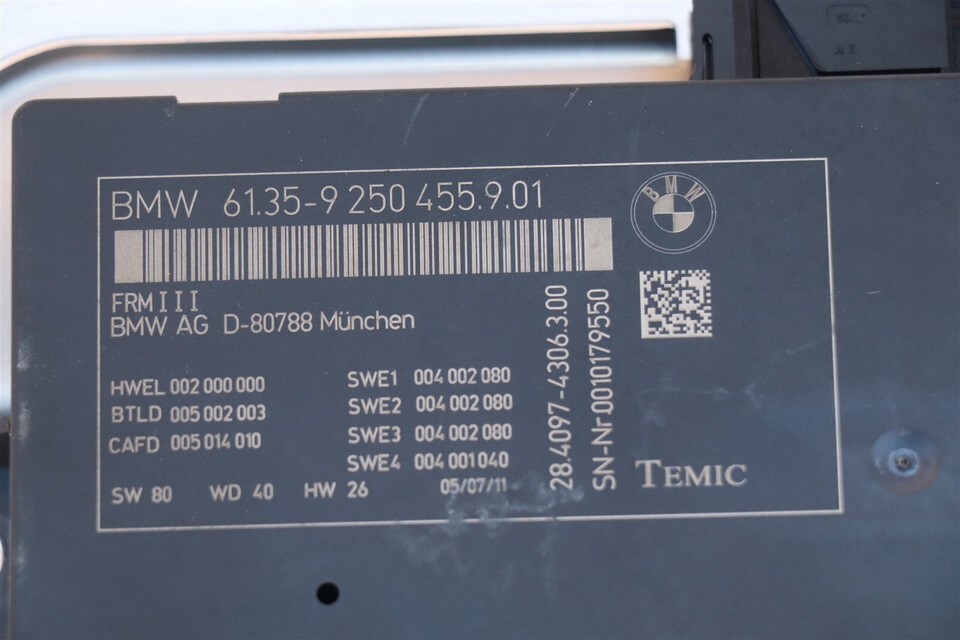 BMW 61.35-9 250 455.9.01
BMW
FRM III
BMW AG D-80788 München
HWEL 002 000 000
BTLD 005 002 003
CAFD 005 014 010
SWE1 004 002 080
SWE2 004 002 080
SWE3 004 002 080
SWE4 004 001 040
SW 80 WD 40 HW 26 05/07/11
28.4097-4306.3.00
SN-Nr.0010179550
TEMIC